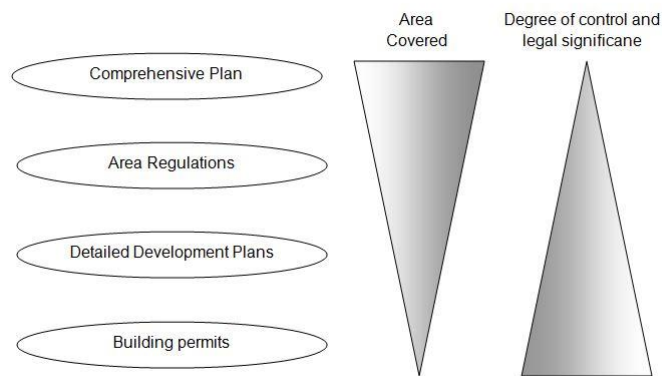 Area
Covered
Degree of control and
legal significane
Comprehensive Plan
Area Regulations
Detailed Development Plans
Building permits